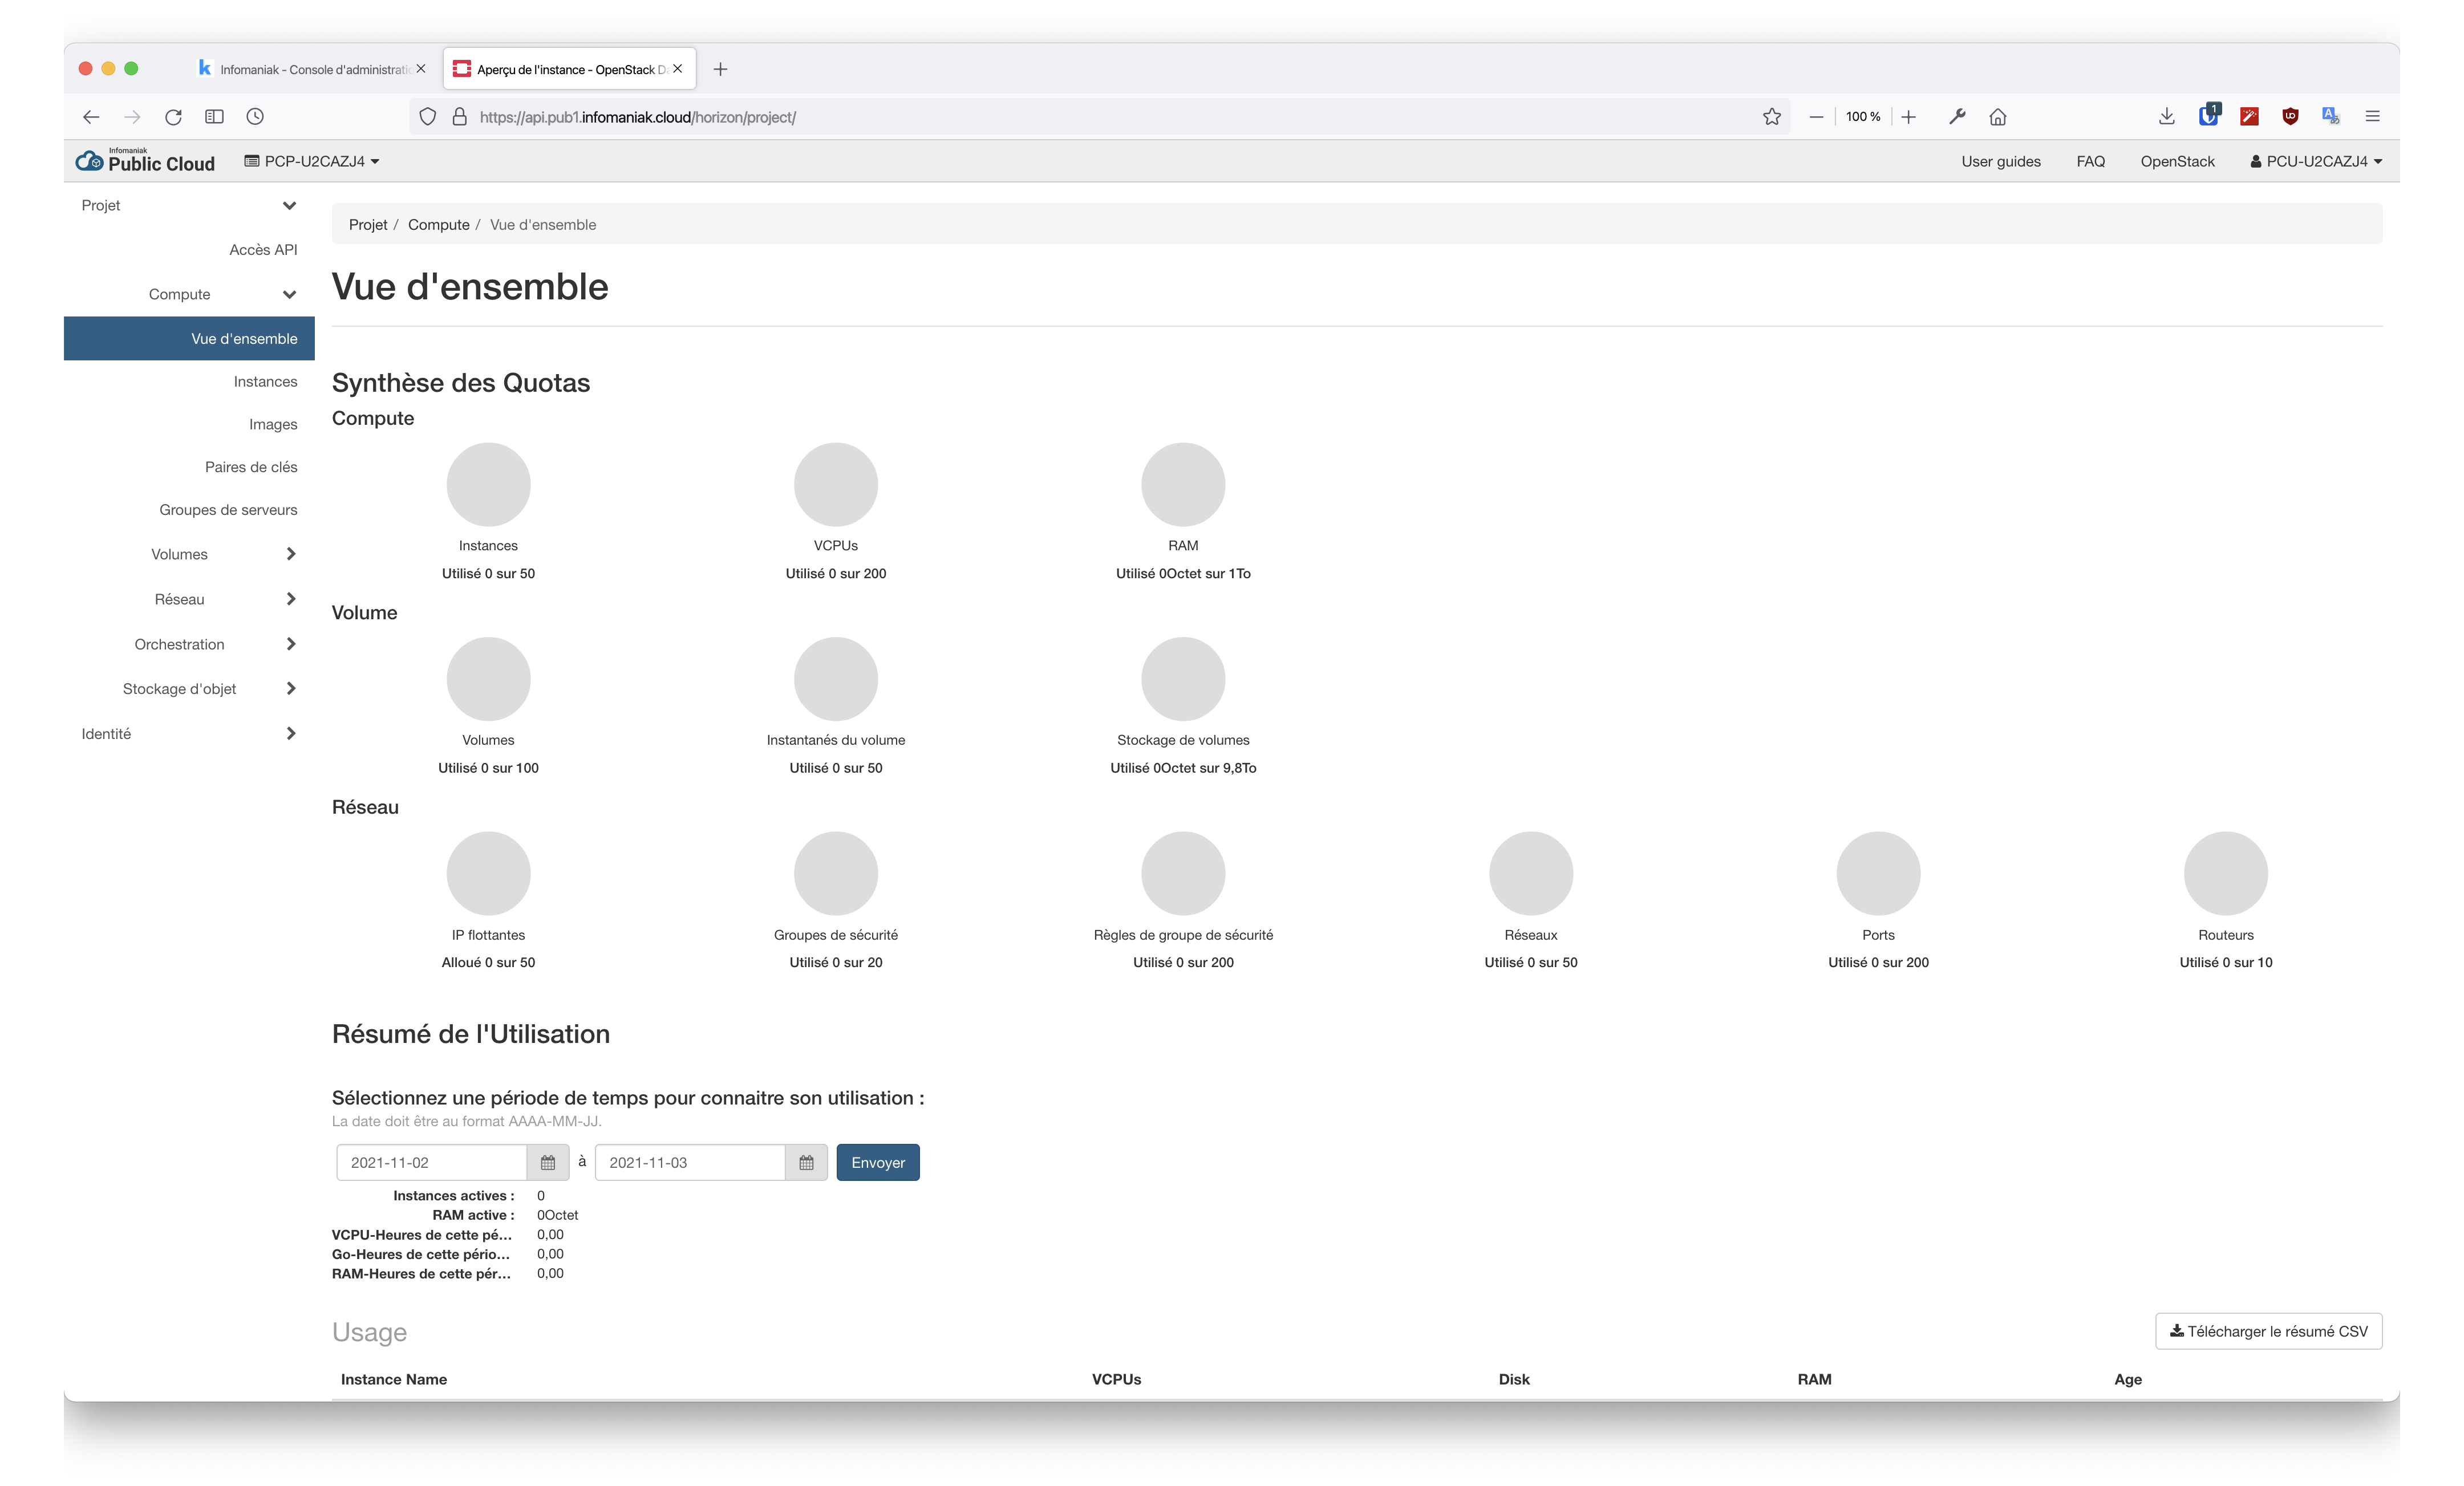 Infomaniak - Console d'administratic
Aperçu de l'instance - OpenStack D
https://api.pub1.infomaniak.cloud/horizon/project/
100 %
1
Infomaniak
Public Cloud
PCP-U2CAZJ4
User guides
FAQ
OpenStack
PCU-U2CAZJ4
Projet
Accès API
Compute
Vue d'ensemble
Instances
Images
Paires de clés
Groupes de serveurs
Volumes
Réseau
Orchestration
Stockage d'objet
Identité
Projet / Compute / Vue d'ensemble
Vue d'ensemble
Synthèse des Quotas
Compute
Instances
Utilisé 0 sur 50
VCPUs
Utilisé 0 sur 200
RAM
Utilisé 0Octet sur 1To
Volume
Volumes
Utilisé 0 sur 100
Instantanés du volume
Utilisé 0 sur 50
Stockage de volumes
Utilisé 0Octet sur 9,8To
Réseau
IP flottantes
Alloué 0 sur 50
Groupes de sécurité
Utilisé 0 sur 20
Règles de groupe de sécurité
Utilisé 0 sur 200
Réseaux
Utilisé 0 sur 50
Ports
Utilisé 0 sur 200
Routeurs
Utilisé 0 sur 10
Résumé de l'Utilisation
Sélectionnez une période de temps pour connaitre son utilisation :
La date doit être au format AAAA-MM-JJ.
2021-11-02 à 2021-11-03 Envoyer
Instances actives : 0
RAM active : 0Octet
VCPU-Heures de cette pé... 0,00
Go-Heures de cette pério... 0,00
RAM-Heures de cette pér... 0,00
Usage
Télécharger le résumé CSV
Instance Name VCPUs Disk RAM Age